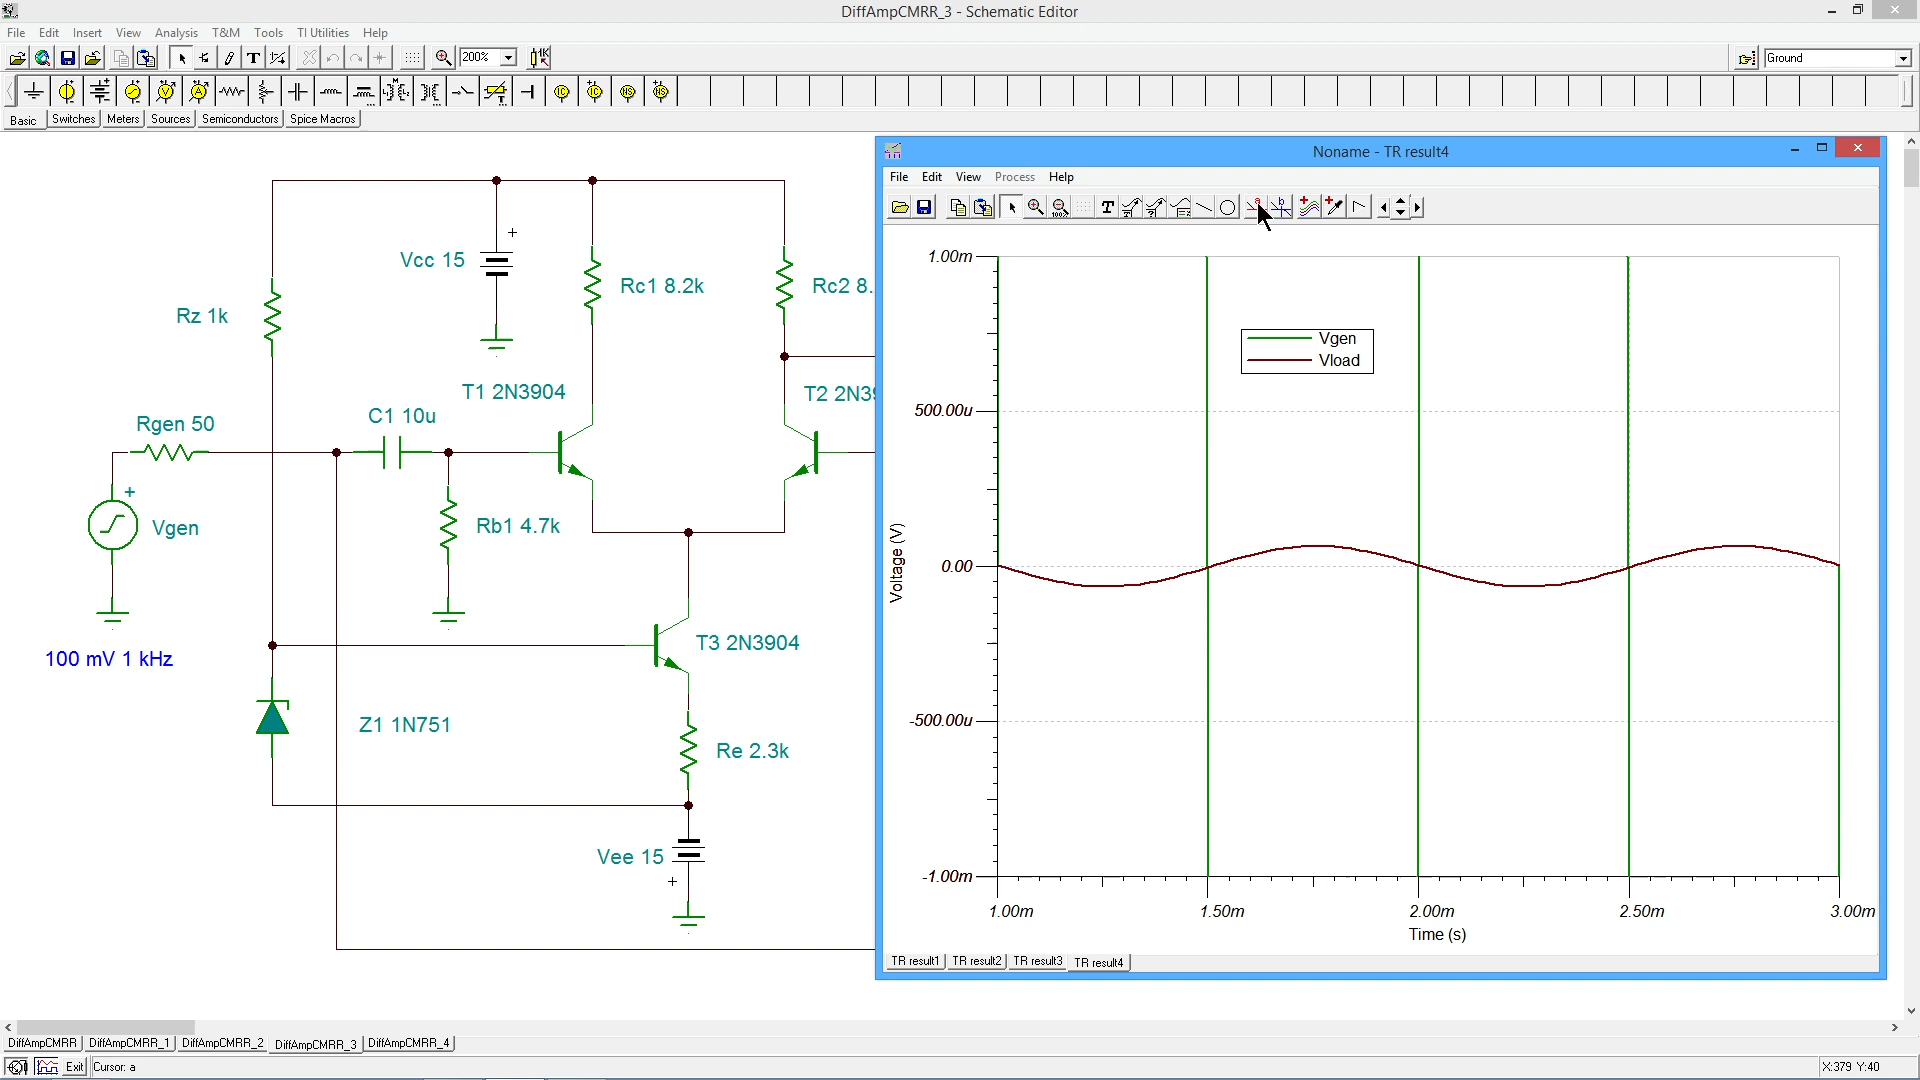 DiffAmpCMRR_3 - Schematic Editor
File Edit Insert View Analysis T&M Tools TI Utilities Help
200%
1K
Ground
Basic Switches Meters Sources Semiconductors Spice Macros
Noname - TR result4
File Edit View Process Help
Vcc 15
+
Rz 1k
Rc1 8.2k
Rc2 8.
T1 2N3904
T2 2N39
Rgen 50
C1 10u
+
Vgen
Rb1 4.7k
100 mV 1 kHz
T3 2N3904
Z1 1N751
Re 2.3k
Vee 15
+
1.00m
Vgen
Vload
500.00u
0.00
-500.00u
-1.00m
Voltage (V)
1.00m 1.50m 2.00m 2.50m 3.00m
Time (s)
TR result1 TR result2 TR result3 TR result4
DiffAmpCMRR DiffAmpCMRR_1 DiffAmpCMRR_2 DiffAmpCMRR_3 DiffAmpCMRR_4
Exit Cursor: a X:379 Y:40